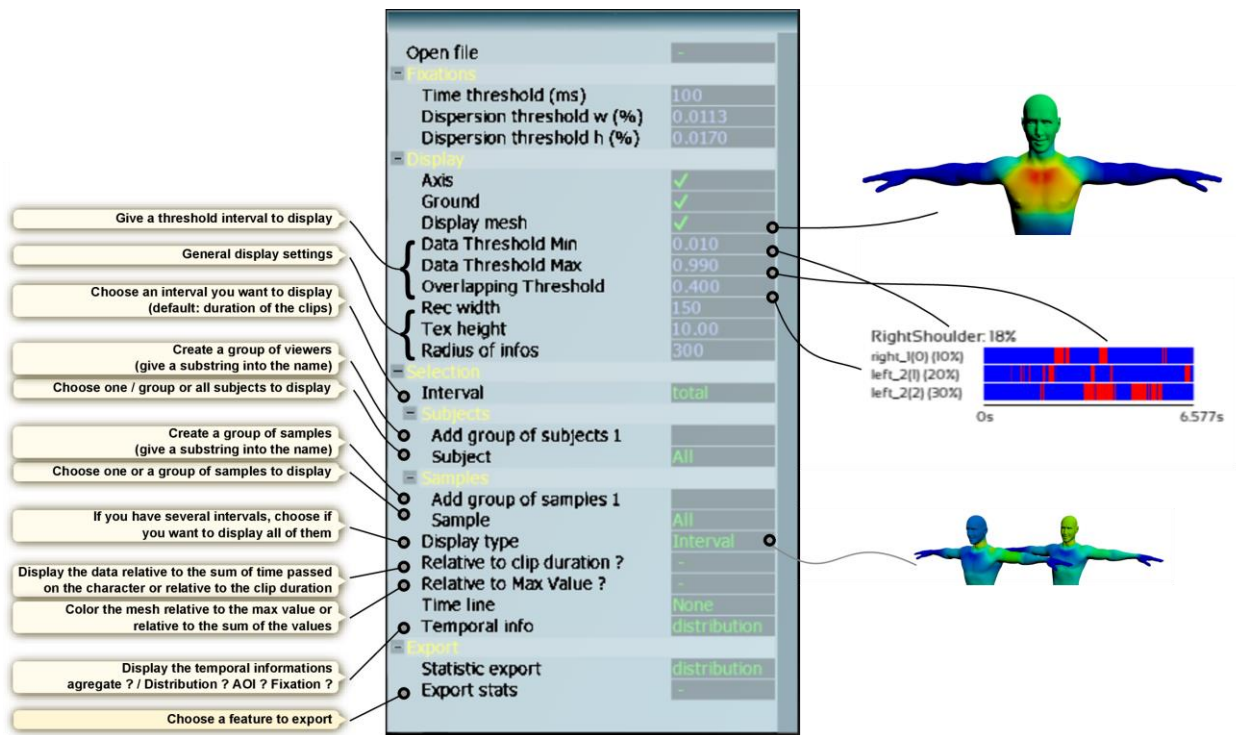 Give a threshold interval to display
General display settings
Choose an interval you want to display
(default: duration of the clips)
Create a group of viewers
(give a substring into the name)
Choose one / group or all subjects to display
Create a group of samples
(give a substring into the name)
Choose one or a group of samples to display
If you have several intervals, choose if
you want to display all of them
Display the data relative to the sum of time passed
on the character or relative to the clip duration
Color the mesh relative to the max value or
relative to the sum of the values
Display the temporal informations
agregate ? / Distribution ? AOI ? Fixation ?
Choose a feature to export
Open file -
Fixations
Time threshold (ms) 100
Dispersion threshold w (%) 0.0113
Dispersion threshold h (%) 0.0170
Display
Axis ✓
Ground ✓
Display mesh ✓
Data Threshold Min 0.010
Data Threshold Max 0.990
Overlapping Threshold 0.400
Rec width 150
Tex height 10.00
Radius of infos 300
Selection
Interval total
Subjects
Add group of subjects 1
Subject All
Samples
Add group of samples 1
Sample All
Display type Interval
Relative to clip duration ? -
Relative to Max Value ? -
Time line None
Temporal info distribution
Export
Statistic export distribution
Export stats -
RightShoulder: 18%
right_1(0) (10%)
left_2(1) (20%)
left_2(2) (30%)
0s 6.577s